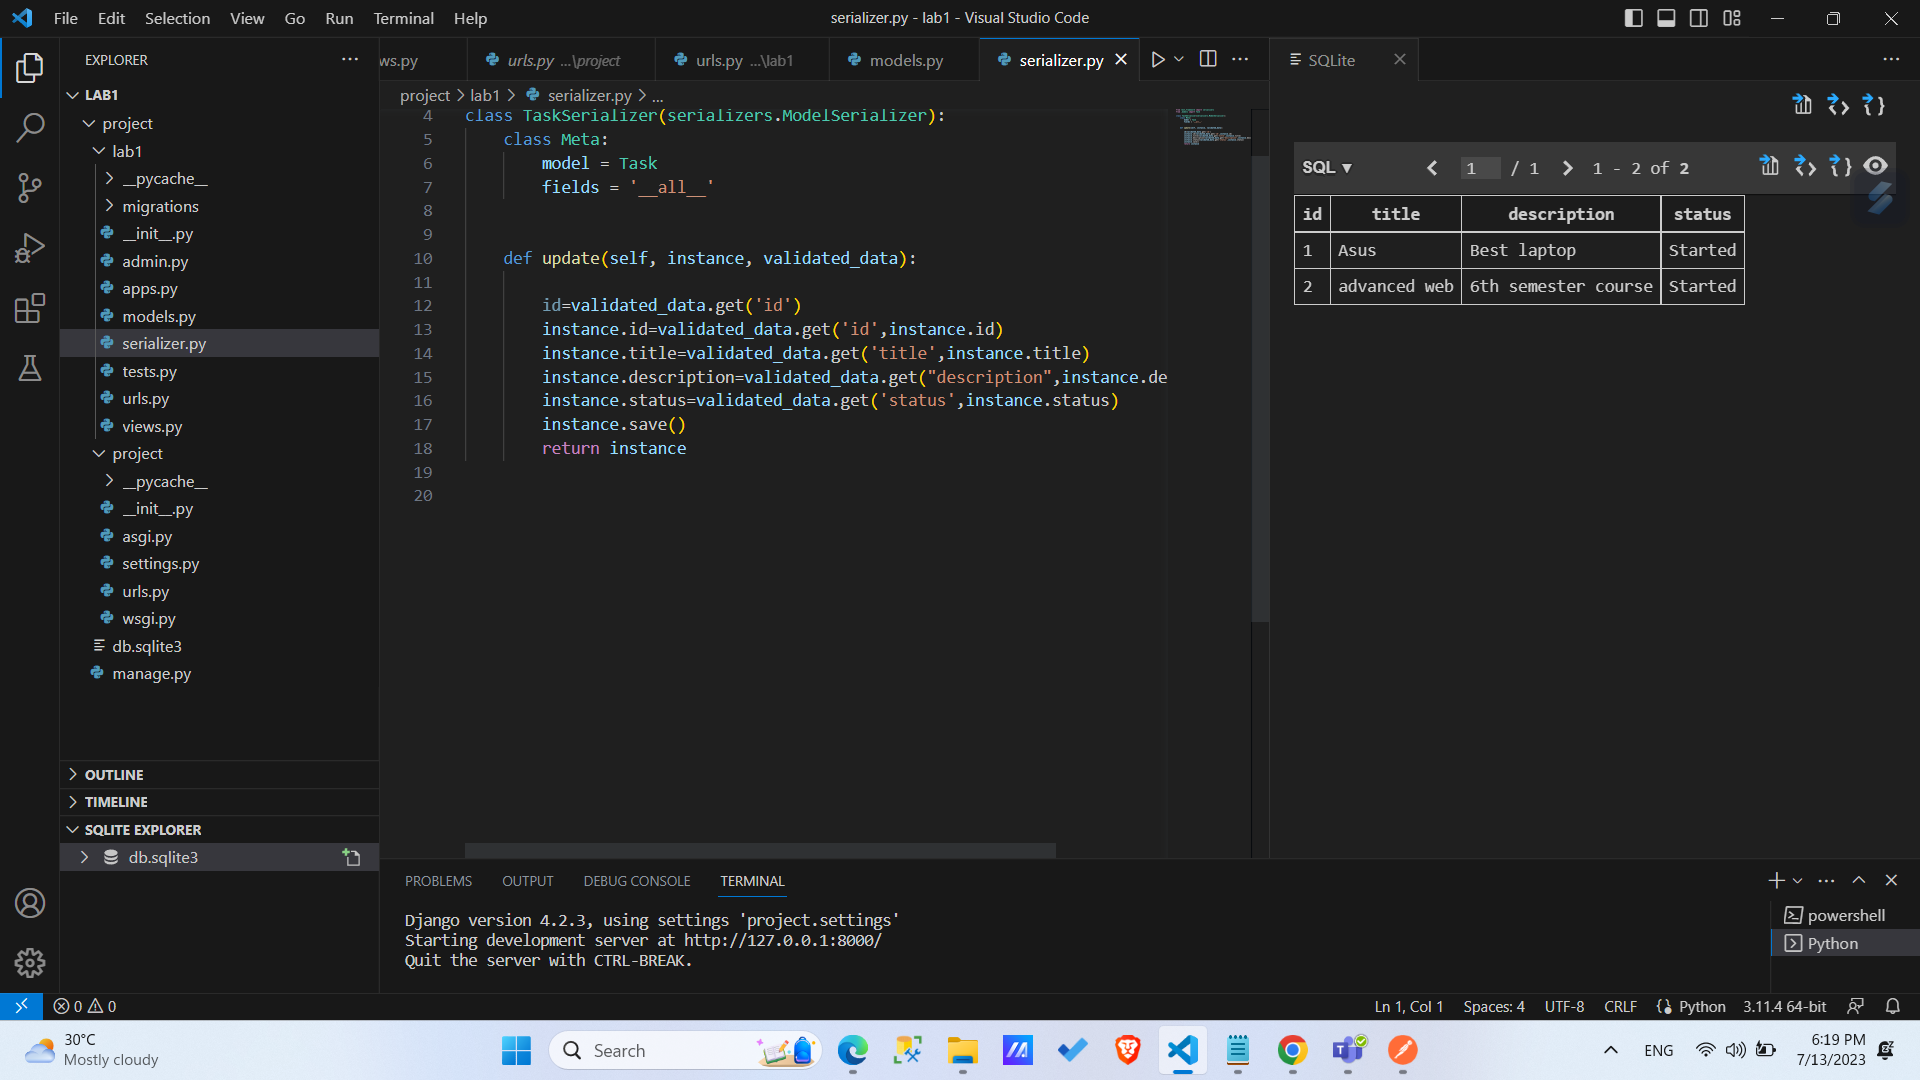 File Edit Selection View Go Run Terminal Help
serializer.py - lab1 - Visual Studio Code
EXPLORER
LAB1
project
lab1
__pycache__
migrations
__init__.py
admin.py
apps.py
models.py
serializer.py
tests.py
urls.py
views.py
project
__pycache__
__init__.py
asgi.py
settings.py
urls.py
wsgi.py
db.sqlite3
manage.py
OUTLINE
TIMELINE
SQLITE EXPLORER
db.sqlite3
ws.py urls.py ...\project urls.py ...\lab1 models.py serializer.py
project > lab1 > serializer.py > ...
4 class TaskSerializer(serializers.ModelSerializer):
5 class Meta:
6 model = Task
7 fields = '__all__'
8
9
10 def update(self, instance, validated_data):
11
12 id=validated_data.get('id')
13 instance.id=validated_data.get('id',instance.id)
14 instance.title=validated_data.get('title',instance.title)
15 instance.description=validated_data.get("description",instance.de
16 instance.status=validated_data.get('status',instance.status)
17 instance.save()
18 return instance
19
20
SQLite
SQL ▼ 1 / 1 1 - 2 of 2
id title description status
1 Asus Best laptop Started
2 advanced web 6th semester course Started
PROBLEMS OUTPUT DEBUG CONSOLE TERMINAL
Django version 4.2.3, using settings 'project.settings'
Starting development server at http://127.0.0.1:8000/
Quit the server with CTRL-BREAK.
powershell
Python
0 0
Ln 1, Col 1 Spaces: 4 UTF-8 CRLF Python 3.11.4 64-bit
30°C
Mostly cloudy
Search
ENG
6:19 PM
7/13/2023